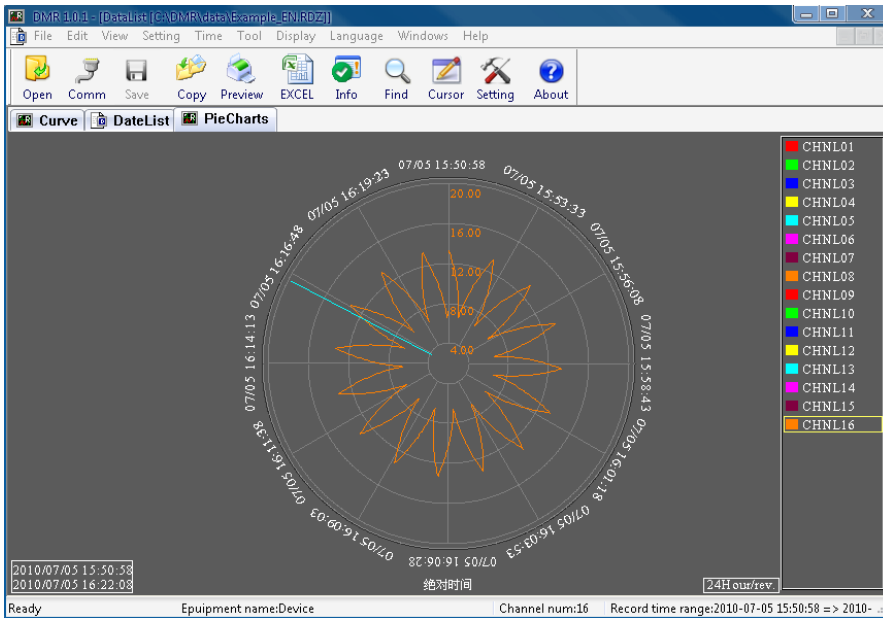 DMR 1.0.1 - [DataList [C:\DMR\data\Example_EN.RDZ]]
File Edit View Setting Time Tool Display Language Windows Help
Open Comm Save Copy Preview EXCEL Info Find Cursor Setting About
Curve DateList PieCharts
07/05 15:50:58
07/05 15:53:33
07/05 15:56:08
07/05 15:58:43
07/05 16:01:18
07/05 16:03:53
07/05 16:06:28
07/05 16:09:03
07/05 16:11:38
07/05 16:14:13
07/05 16:16:48
07/05 16:19:23
20.00
16.00
12.00
8.00
4.00
CHNL01
CHNL02
CHNL03
CHNL04
CHNL05
CHNL06
CHNL07
CHNL08
CHNL09
CHNL10
CHNL11
CHNL12
CHNL13
CHNL14
CHNL15
CHNL16
2010/07/05 15:50:58
2010/07/05 16:22:08
绝对时间
24Hour/rev.
Ready Epuipment name:Device Channel num:16 Record time range:2010-07-05 15:50:58 => 2010-